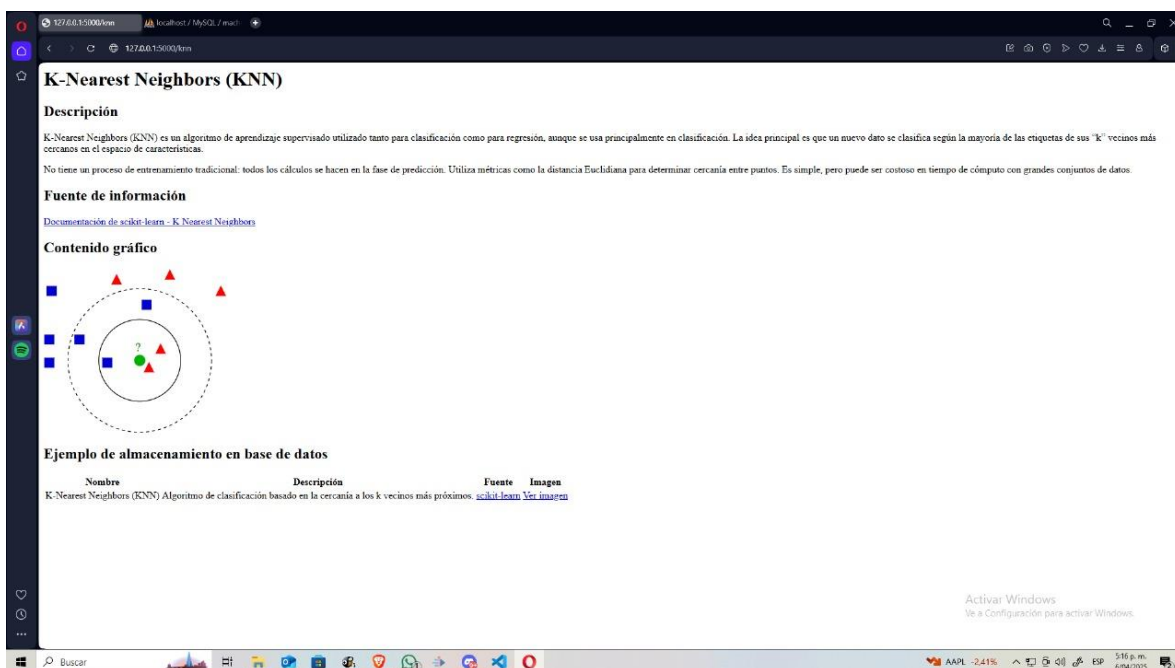 127.0.0.1:5000/knn
localhost / MySQL / mach
127.0.0.1:5000/knn
K-Nearest Neighbors (KNN)
Descripción
K-Nearest Neighbors (KNN) es un algoritmo de aprendizaje supervisado utilizado tanto para clasificación como para regresión, aunque se usa principalmente en clasificación. La idea principal es que un nuevo dato se clasifica según la mayoría de las etiquetas de sus "k" vecinos más
cercanos en el espacio de características.
No tiene un proceso de entrenamiento tradicional: todos los cálculos se hacen en la fase de predicción. Utiliza métricas como la distancia Euclidiana para determinar cercanía entre puntos. Es simple, pero puede ser costoso en tiempo de cómputo con grandes conjuntos de datos.
Fuente de información
Documentación de scikit-learn - K Nearest Neighbors
Contenido gráfico
?
Ejemplo de almacenamiento en base de datos
Nombre Descripción Fuente Imagen
K-Nearest Neighbors (KNN) Algoritmo de clasificación basado en la cercanía a los k vecinos más próximos. scikit-learn Ver imagen
Activar Windows
Ve a Configuración para activar Windows.
Buscar
AAPL -2.41%
ESP
5:16 p. m.
6/04/2025